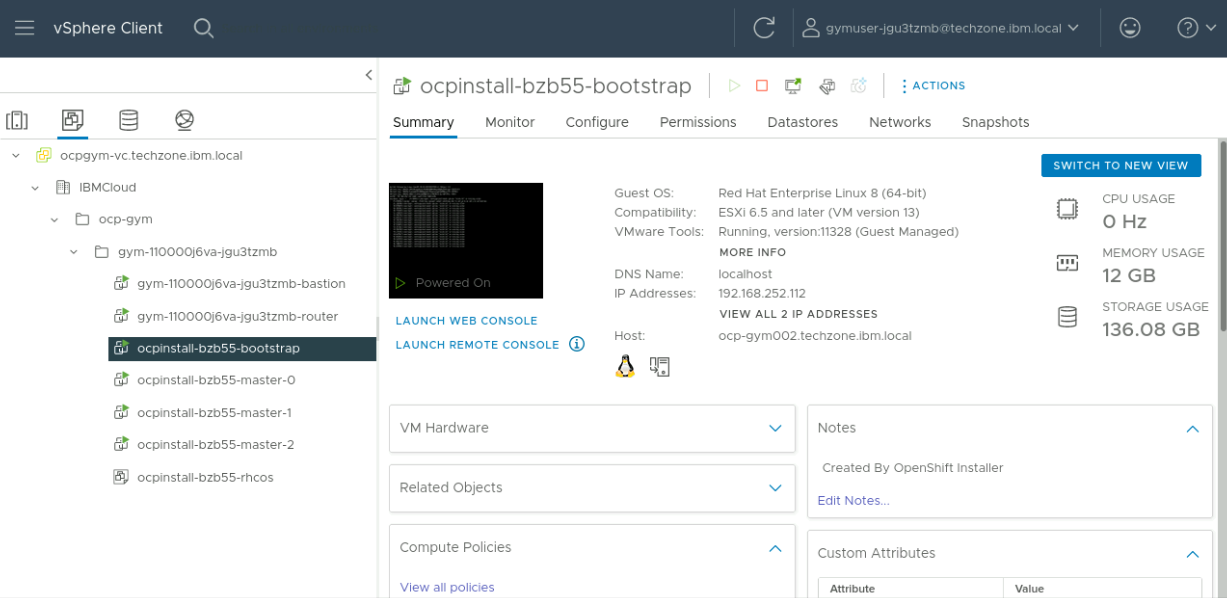 vSphere Client
gymuser-jgu3tzmb@techzone.ibm.local
ocpgym-vc.techzone.ibm.local
IBMCloud
ocp-gym
gym-110000j6va-jgu3tzmb
gym-110000j6va-jgu3tzmb-bastion
gym-110000j6va-jgu3tzmb-router
ocpinstall-bzb55-bootstrap
ocpinstall-bzb55-master-0
ocpinstall-bzb55-master-1
ocpinstall-bzb55-master-2
ocpinstall-bzb55-rhcos
ocpinstall-bzb55-bootstrap
ACTIONS
Summary Monitor Configure Permissions Datastores Networks Snapshots
SWITCH TO NEW VIEW
Powered On
LAUNCH WEB CONSOLE
LAUNCH REMOTE CONSOLE
Guest OS: Red Hat Enterprise Linux 8 (64-bit)
Compatibility: ESXi 6.5 and later (VM version 13)
VMware Tools: Running, version:11328 (Guest Managed)
MORE INFO
DNS Name: localhost
IP Addresses: 192.168.252.112
VIEW ALL 2 IP ADDRESSES
Host: ocp-gym002.techzone.ibm.local
CPU USAGE
0 Hz
MEMORY USAGE
12 GB
STORAGE USAGE
136.08 GB
VM Hardware
Related Objects
Compute Policies
View all policies
Notes
Created By OpenShift Installer
Edit Notes...
Custom Attributes
Attribute Value